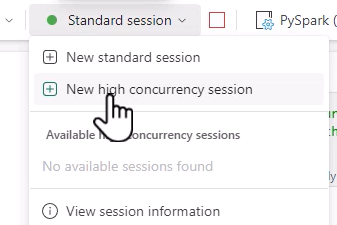 Standard session
PySpark (
New standard session
New high concurrency session
Available h concurrency sessions
No available sessions found
View session information